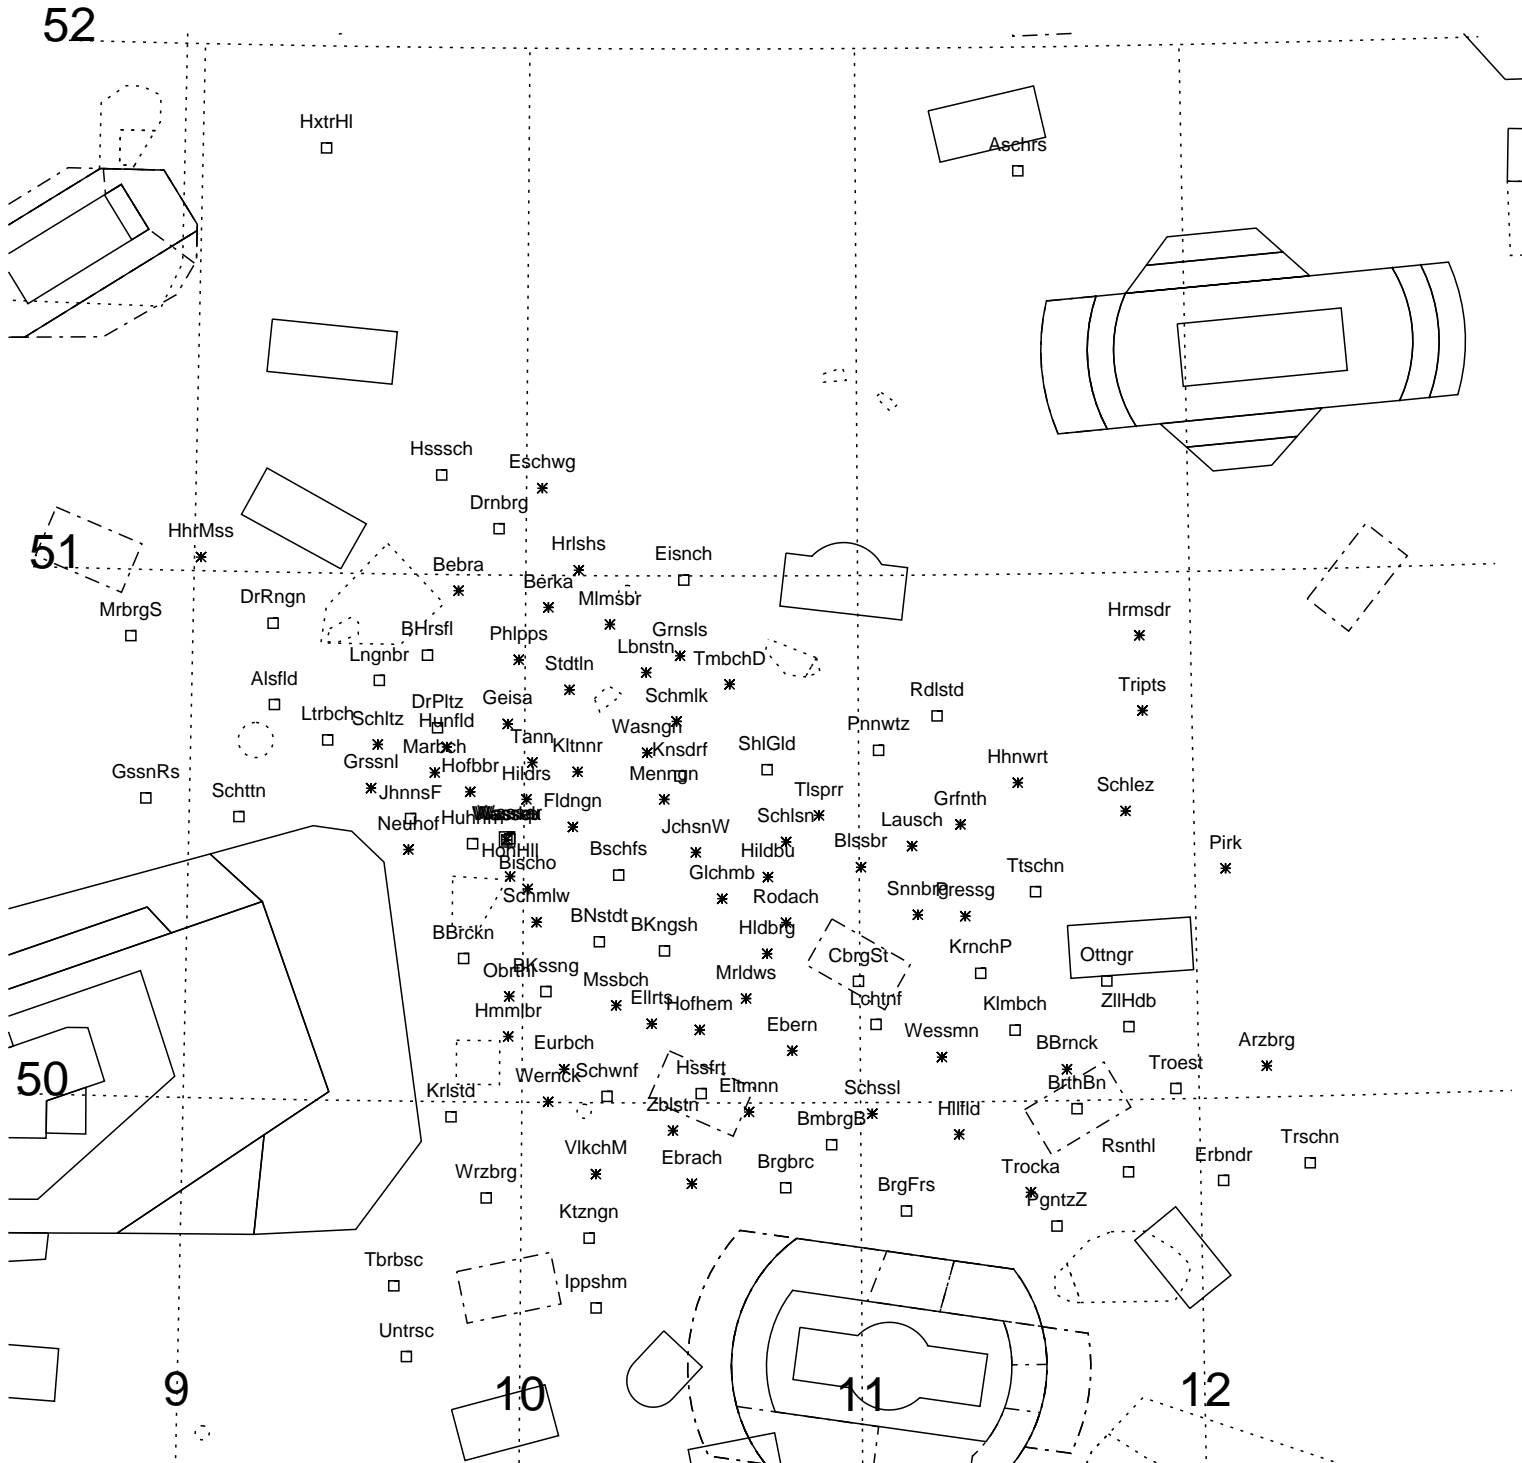 52
HxtrHl
Aschrs
Hsssch
Eschwg
Drnbrg
HhrMss
51
Hrlshs
Eisnch
Bebra
Berka
DrRngn
Mlmsbr
MrbrgS
Hrmsdr
BHrsfl
Phlpps
Grnsls
Lngnbr
Lbnstn
TmbchD
Stdtln
Alsfld
Tripts
Rdlstd
DrPltz
Geisa
Schmlk
Ltrbch
Schltz
Hunfld
Pnnwtz
Wasngn
Tann
Marbch
Kltnnr
Knsdrf
ShlGld
Grssnl
Hofbbr
Hildrs
Menngn
Hhnwrt
GssnRs
Schttn
JhnnsF
Fldngn
Tlsprr
Grfnth
Schlez
Neuhof
Huhnrn
JchsnW
Schlsn
Lausch
HohHll
Bischo
Bschfs
Hildbu
Blssbr
Pirk
Glchmb
Ttschn
Schmlw
Rodach
Snnbrg
Pressg
BNstdt
BKngsh
Hldbrg
BBrckn
CbrgSt
KrnchP
Ottngr
Obrthl
BKssng
Mssbch
Mrldws
Ellrts
Hofhem
Lchtnf
Klmbch
ZllHdb
Hmmlbr
Ebern
Wessmn
Eurbch
BBrnck
Arzbrg
50
Wernck
Schwnf
Hssfrt
Eltmnn
Schssl
BrthBn
Troest
Krlstd
Zblstn
BmbrgB
Hllfld
VlkchM
Ebrach
Brgbrc
Rsnthl
Erbndr
Trschn
Wrzbrg
Trocka
BrgFrs
PgntzZ
Ktzngn
Tbrbsc
Ippshm
Untrsc
9
10
11
12